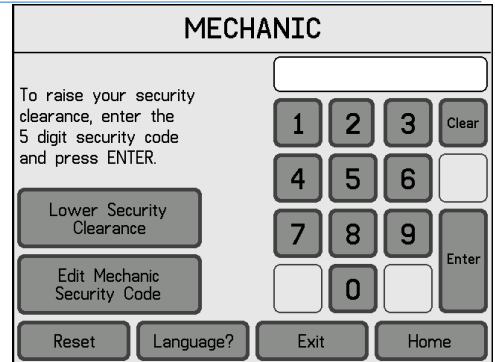 MECHANIC
To raise your security
clearance, enter the
5 digit security code
and press ENTER.
1 2 3 Clear
4 5 6
7 8 9
Enter
0
Lower Security
Clearance
Edit Mechanic
Security Code
Reset Language? Exit Home